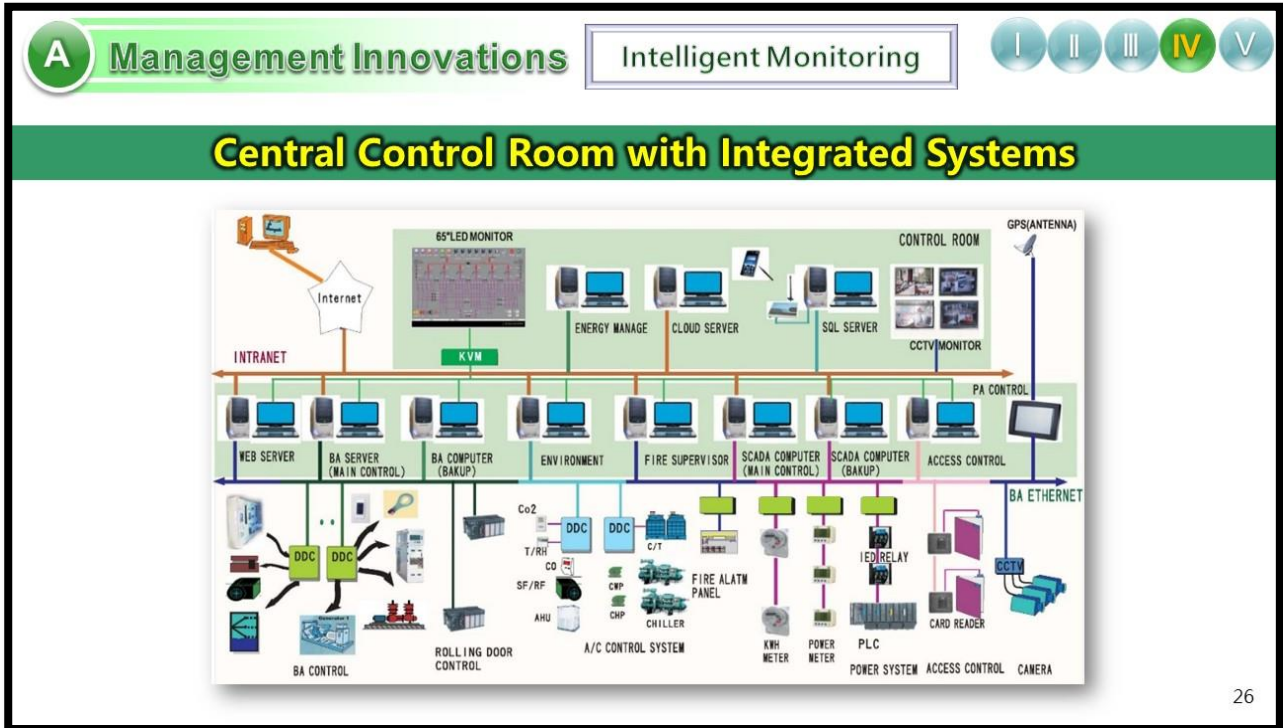 A
Management Innovations
Intelligent Monitoring
I
II
III
IV
V
Central Control Room with Integrated Systems
65"LED MONITOR
CONTROL ROOM
GPS(ANTENNA)
Internet
ENERGY MANAGE
CLOUD SERVER
SQL SERVER
CCTV MONITOR
INTRANET
KVM
PA CONTROL
WEB SERVER
BA SERVER
(MAIN CONTROL)
BA COMPUTER
(BAKUP)
ENVIRONMENT
FIRE SUPERVISOR
SCADA COMPUTER
(MAIN CONTROL)
SCADA COMPUTER
(BAKUP)
ACCESS CONTROL
BA ETHERNET
Co2
DDC
DDC
C/T
DDC
DDC
T/RH
CO
SF/RF
CWP
CHP
AHU
CHILLER
FIRE ALATM
PANEL
IED RELAY
CCTV
CARD READER
Generator 1
ROLLING DOOR
CONTROL
A/C CONTROL SYSTEM
KWH
METER
POWER
METER
PLC
BA CONTROL
POWER SYSTEM
ACCESS CONTROL
CAMERA
26